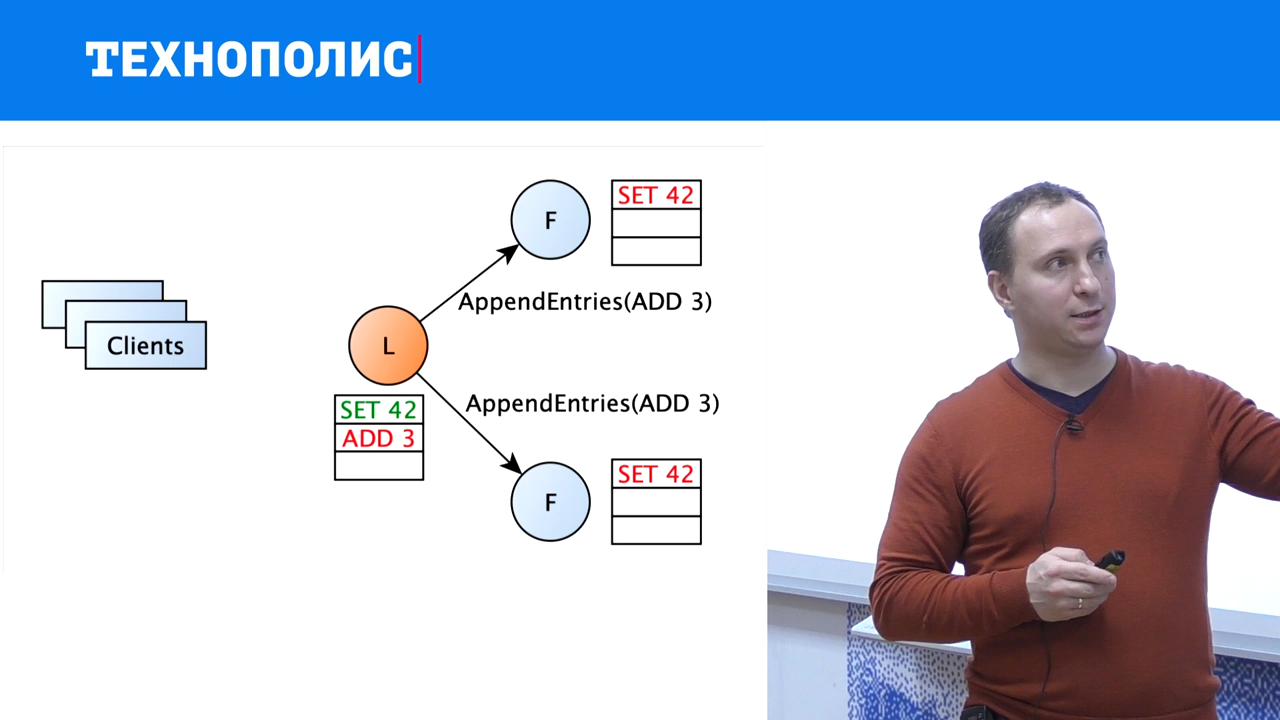 ТЕХНОПОЛИС
F
SET 42
AppendEntries(ADD 3)
Clients
L
SET 42
ADD 3
AppendEntries(ADD 3)
F
SET 42